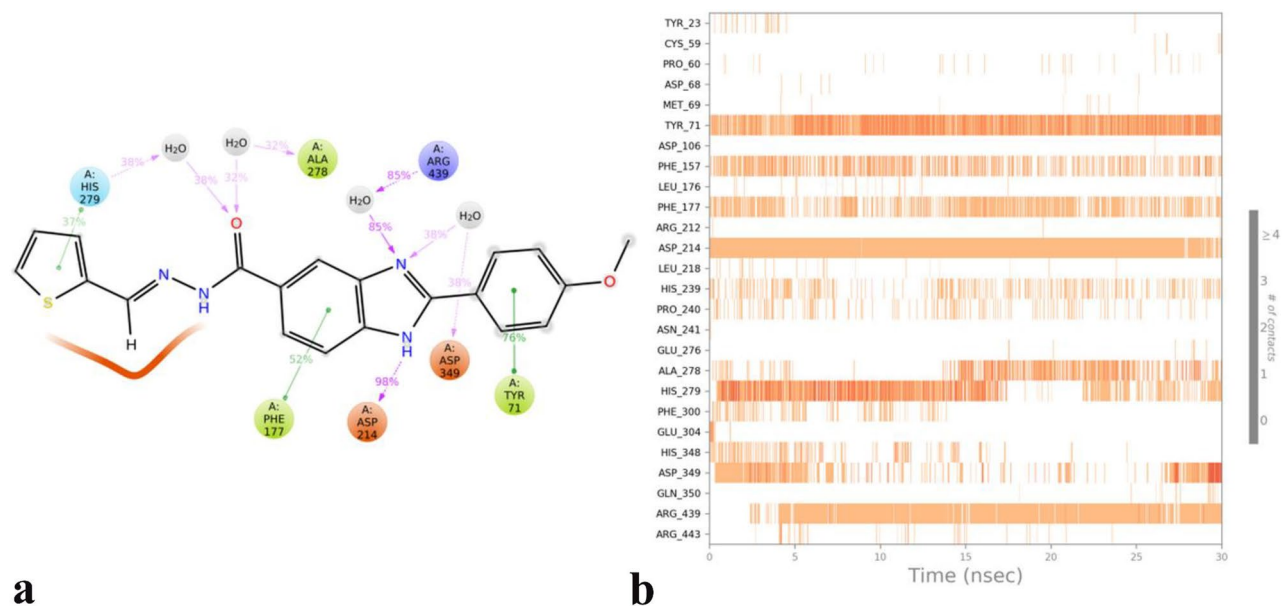 H₂O
38%
38%
H₂O
32%
32%
A:
ALA
278
A:
ARG
439
85%
H₂O
85%
H₂O
38%
38%
A:
HIS
279
37%
S
N
N
H
H
O
N
N
H
O
52%
98%
76%
A:
PHE
177
A:
ASP
214
A:
ASP
349
A:
TYR
71
a
TYR_23
CYS_59
PRO_60
ASP_68
MET_69
TYR_71
ASP_106
PHE_157
LEU_176
PHE_177
ARG_212
ASP_214
LEU_218
HIS_239
PRO_240
ASN_241
GLU_276
ALA_278
HIS_279
PHE_300
GLU_304
HIS_348
ASP_349
GLN_350
ARG_439
ARG_443
0 5 10 15 20 25 30
Time (nsec)
≥4
3
2
1
0
# of contacts
b